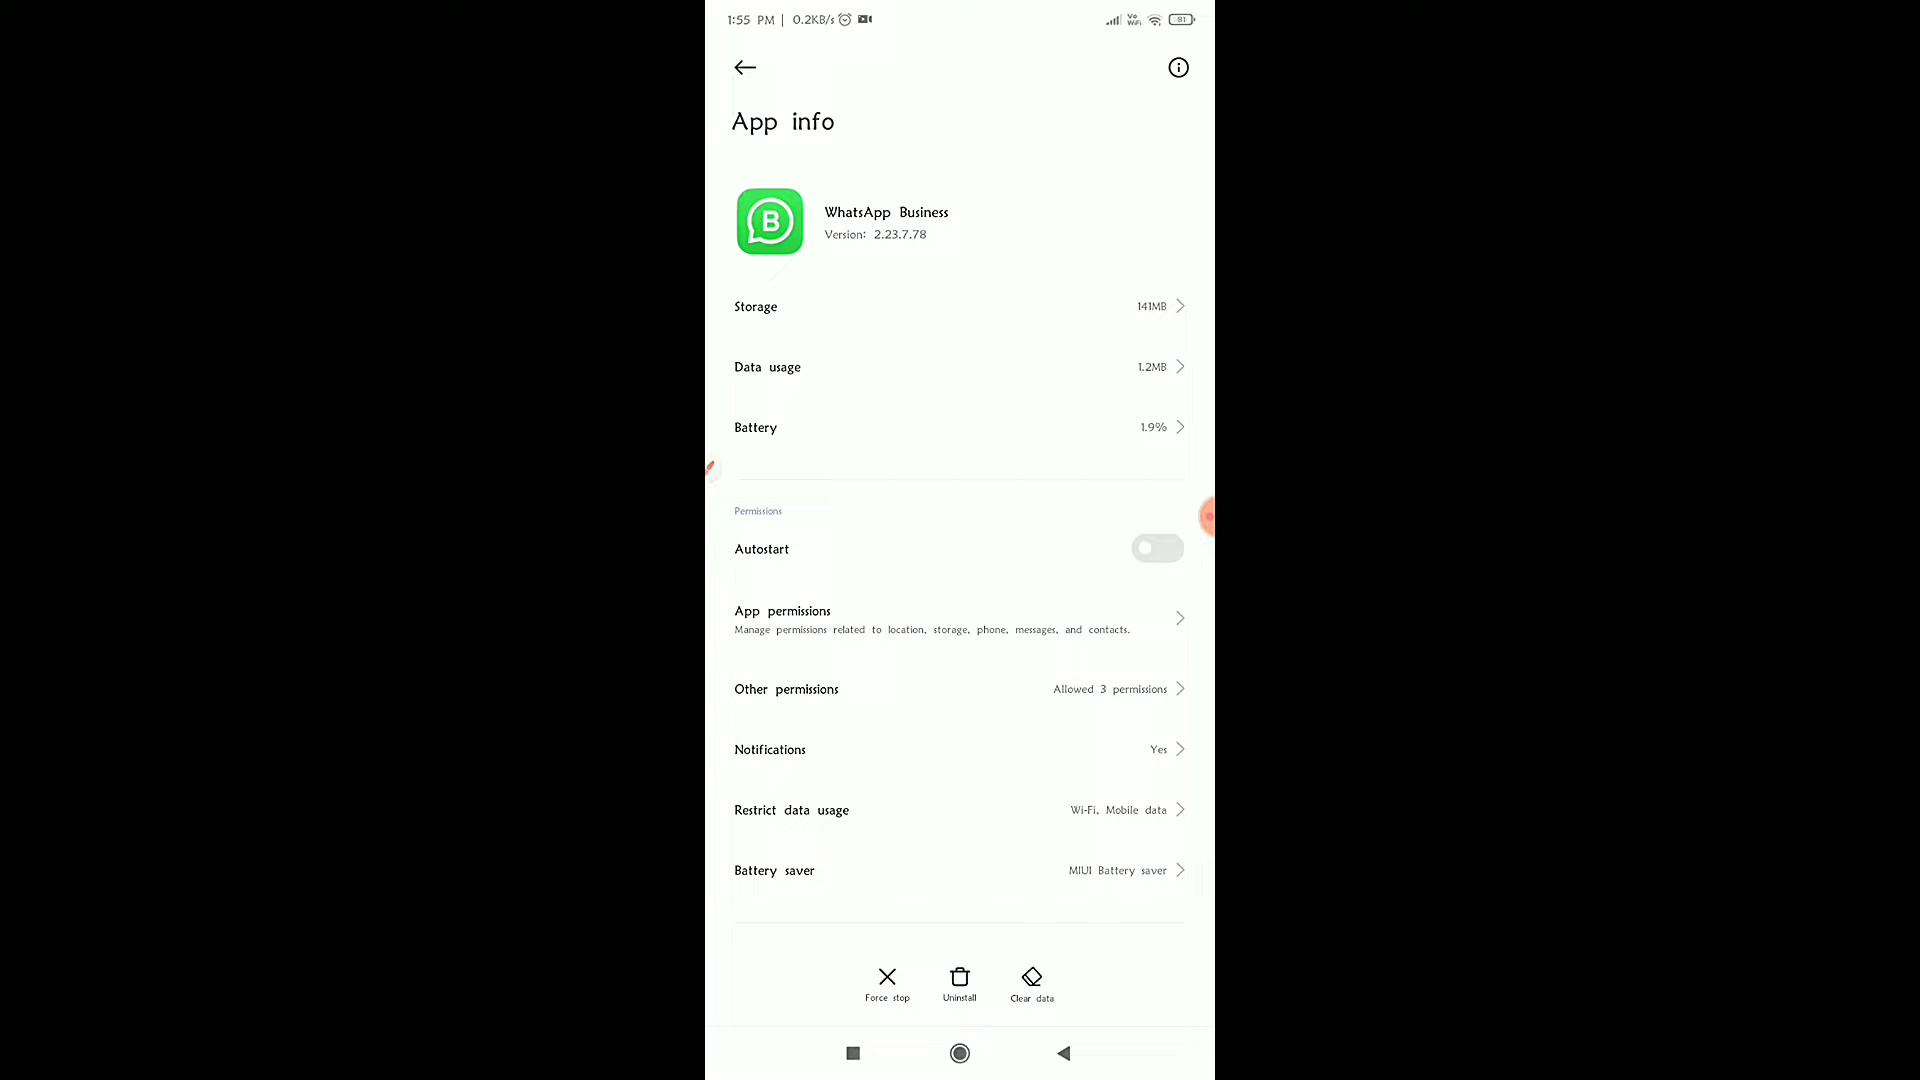 1:55 PM | 0.2KB/s
Vo
WiFi
81
App info
B
WhatsApp Business
Version: 2.23.7.78
Storage 141MB
Data usage 1.2MB
Battery 1.9%
Permissions
Autostart
App permissions
Manage permissions related to location, storage, phone, messages, and contacts.
Other permissions Allowed 3 permissions
Notifications Yes
Restrict data usage Wi-Fi, Mobile data
Battery saver MIUI Battery saver
Force stop Uninstall Clear data